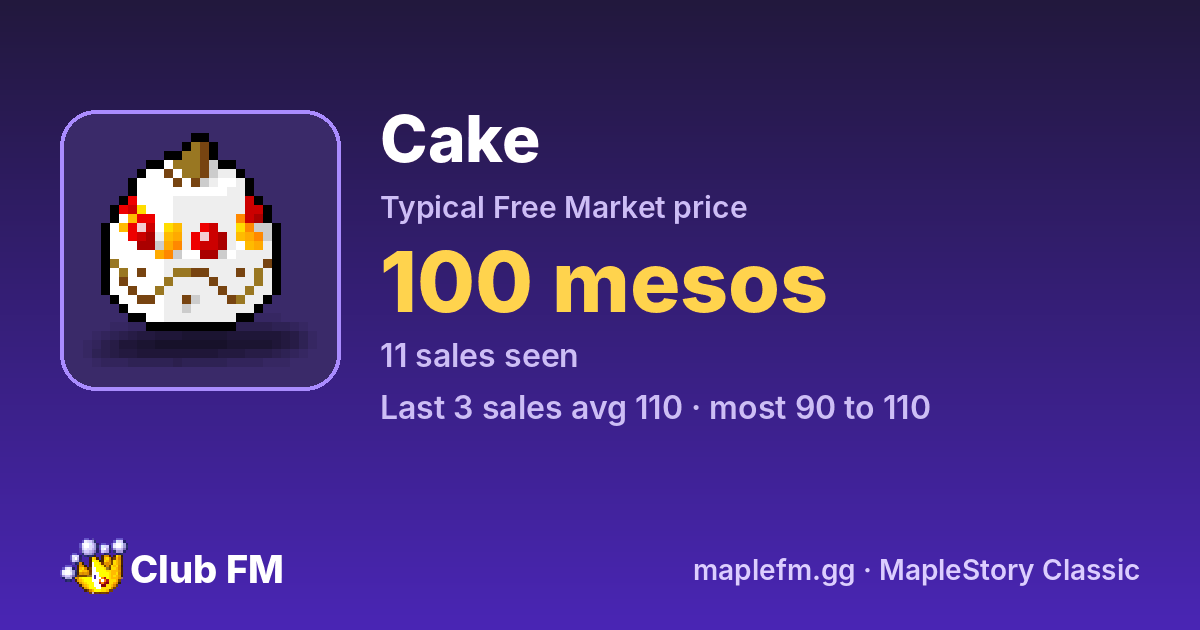 Cake
Typical Free Market price
100 mesos
11 sales seen
Last 3 sales avg 110 · most 90 to 110
Club FM
maplefm.gg · MapleStory Classic